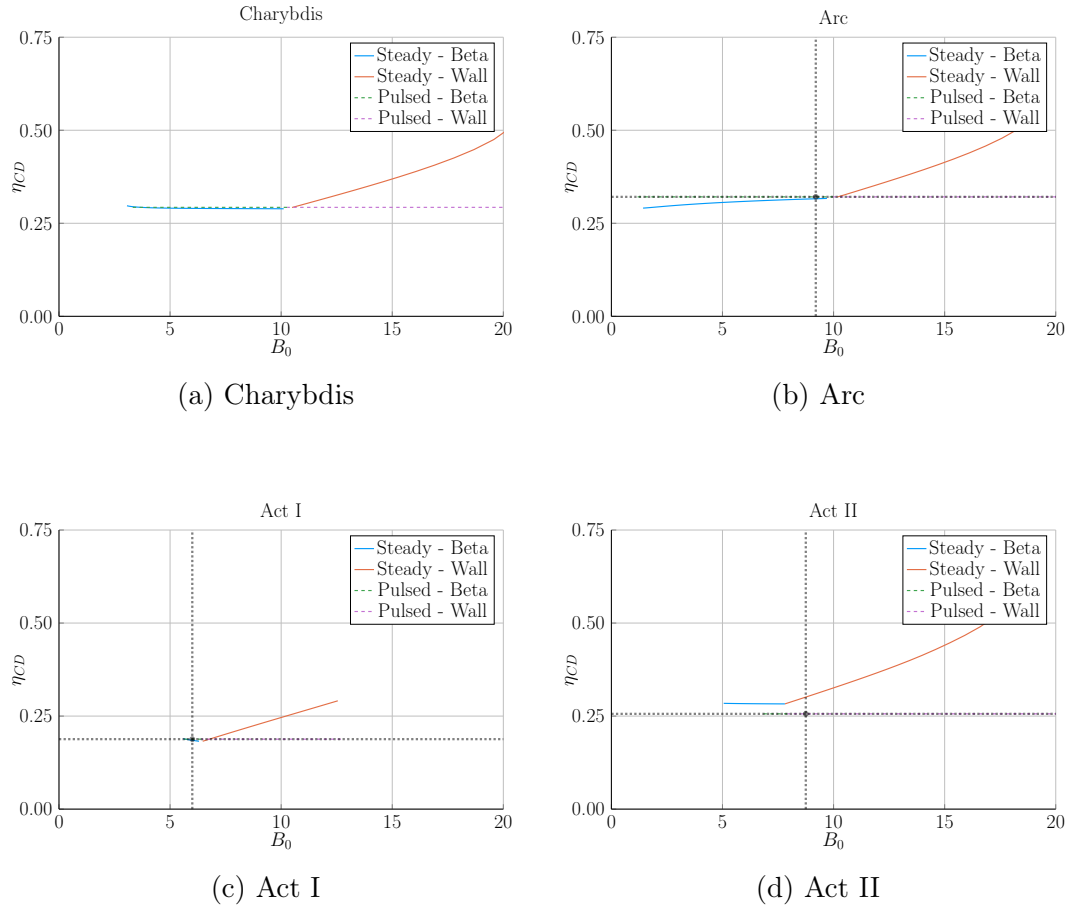 Charybdis
0.75
0.50
0.25
0.00
η_CD
0 5 10 15 20
B_0
Steady - Beta
Steady - Wall
Pulsed - Beta
Pulsed - Wall
(a) Charybdis
Arc
0.75
0.50
0.25
0.00
η_CD
0 5 10 15 20
B_0
Steady - Beta
Steady - Wall
Pulsed - Beta
Pulsed - Wall
(b) Arc
Act I
0.75
0.50
0.25
0.00
η_CD
0 5 10 15 20
B_0
Steady - Beta
Steady - Wall
Pulsed - Beta
Pulsed - Wall
(c) Act I
Act II
0.75
0.50
0.25
0.00
η_CD
0 5 10 15 20
B_0
Steady - Beta
Steady - Wall
Pulsed - Beta
Pulsed - Wall
(d) Act II